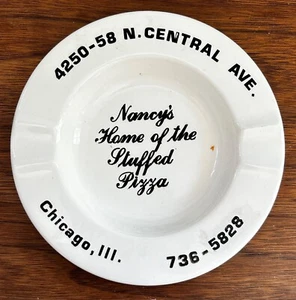 4250-58 N. CENTRAL AVE.
Nancy's
Home of the
Stuffed
Pizza
Chicago, Ill.
736-5828